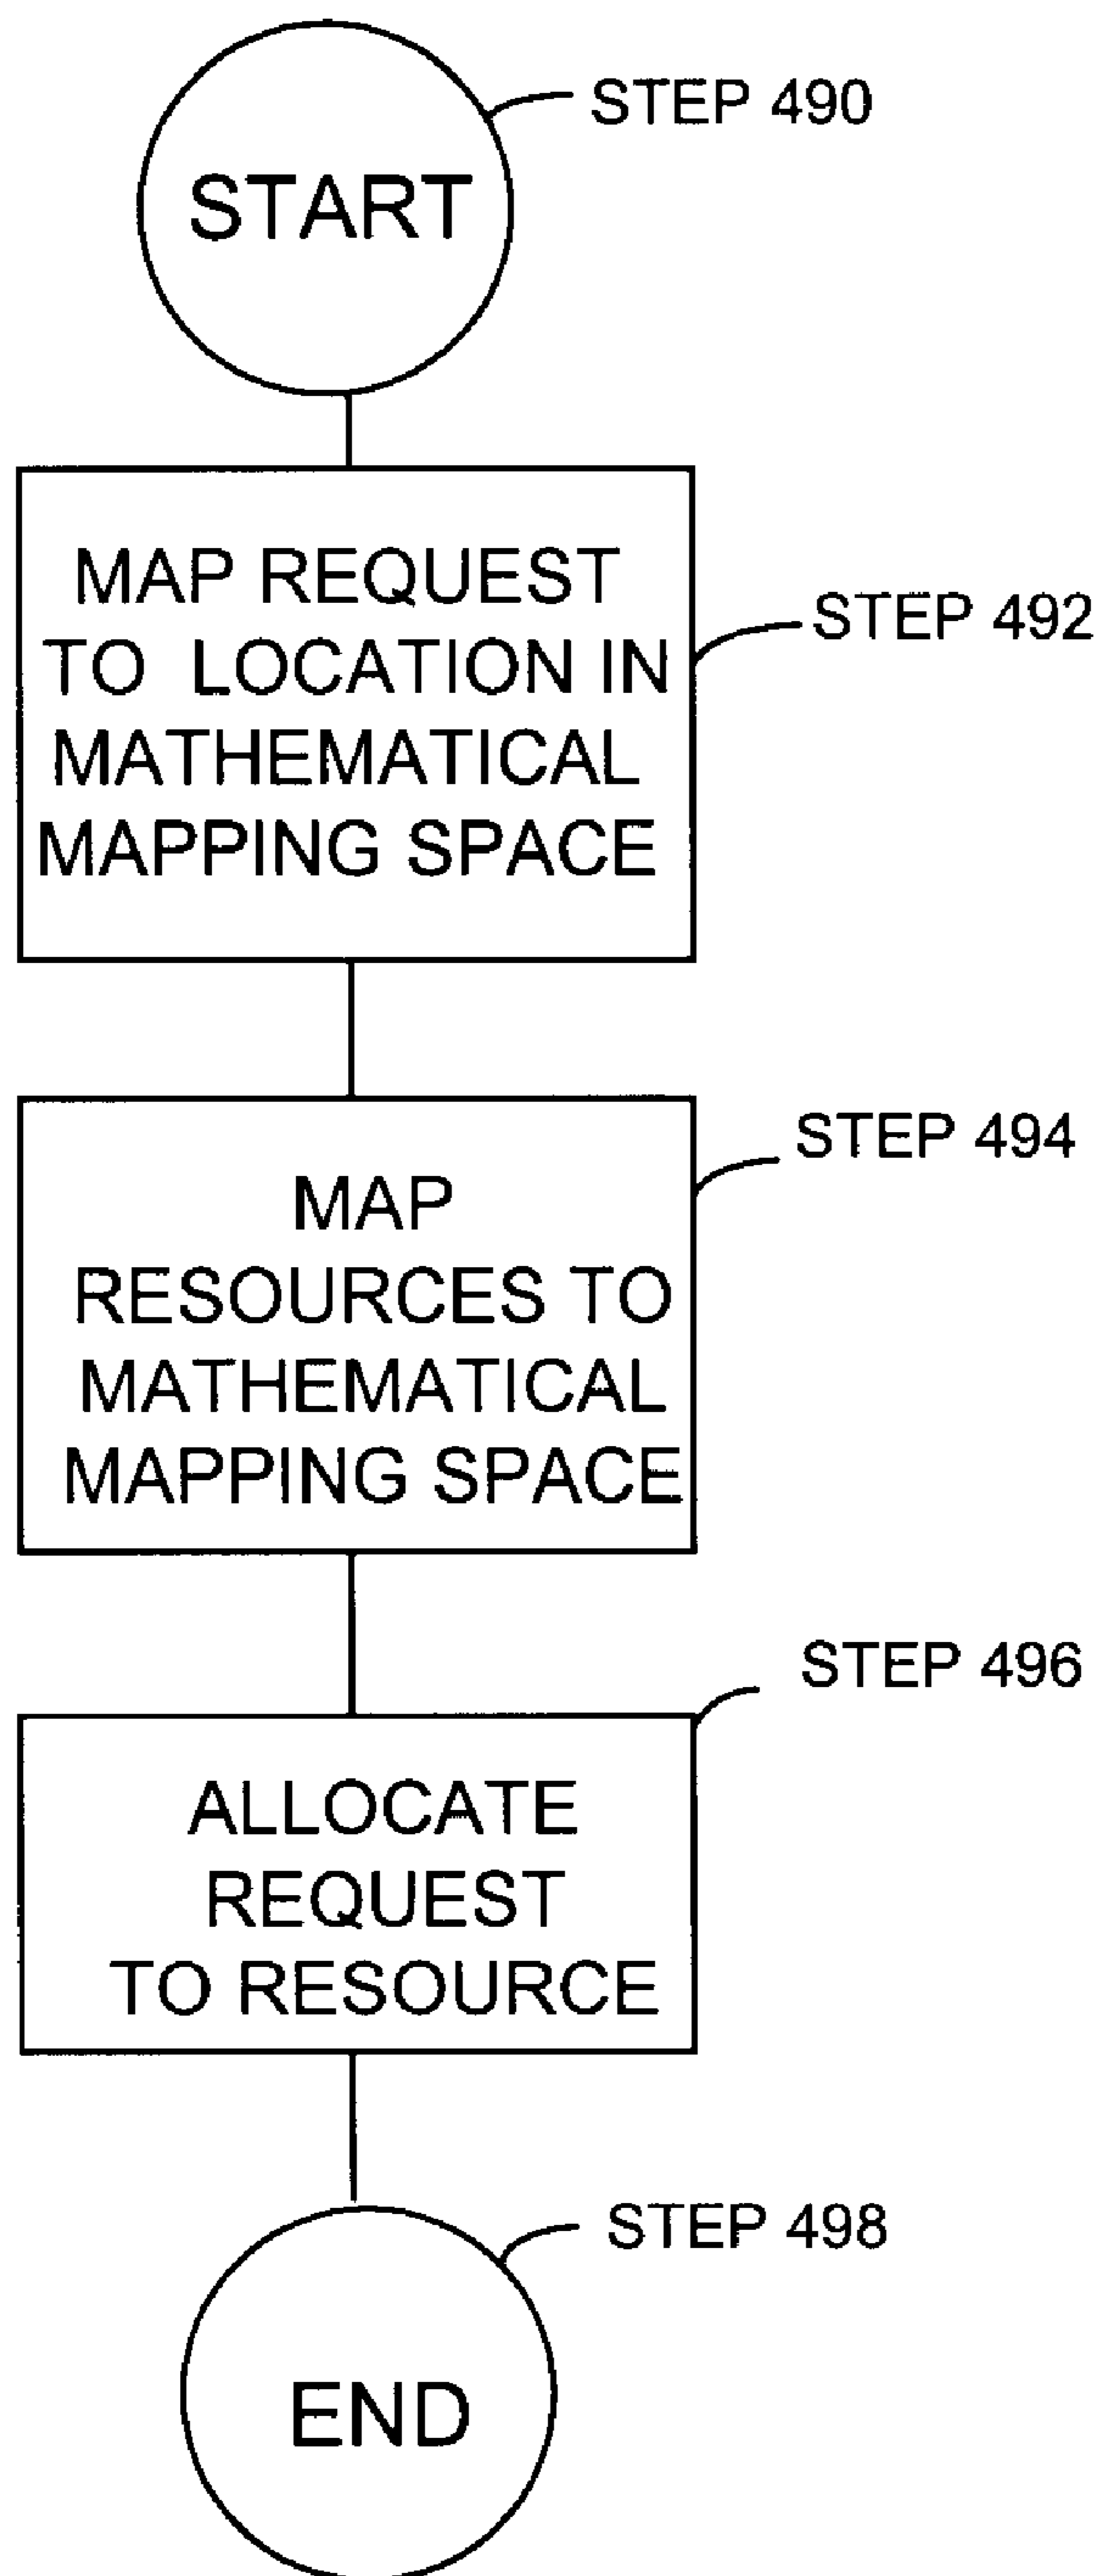 STEP 490
START
MAP REQUEST
TO LOCATION IN
MATHEMATICAL
MAPPING SPACE
STEP 492
STEP 494
MAP
RESOURCES TO
MATHEMATICAL
MAPPING SPACE
STEP 496
ALLOCATE
REQUEST
TO RESOURCE
STEP 498
END